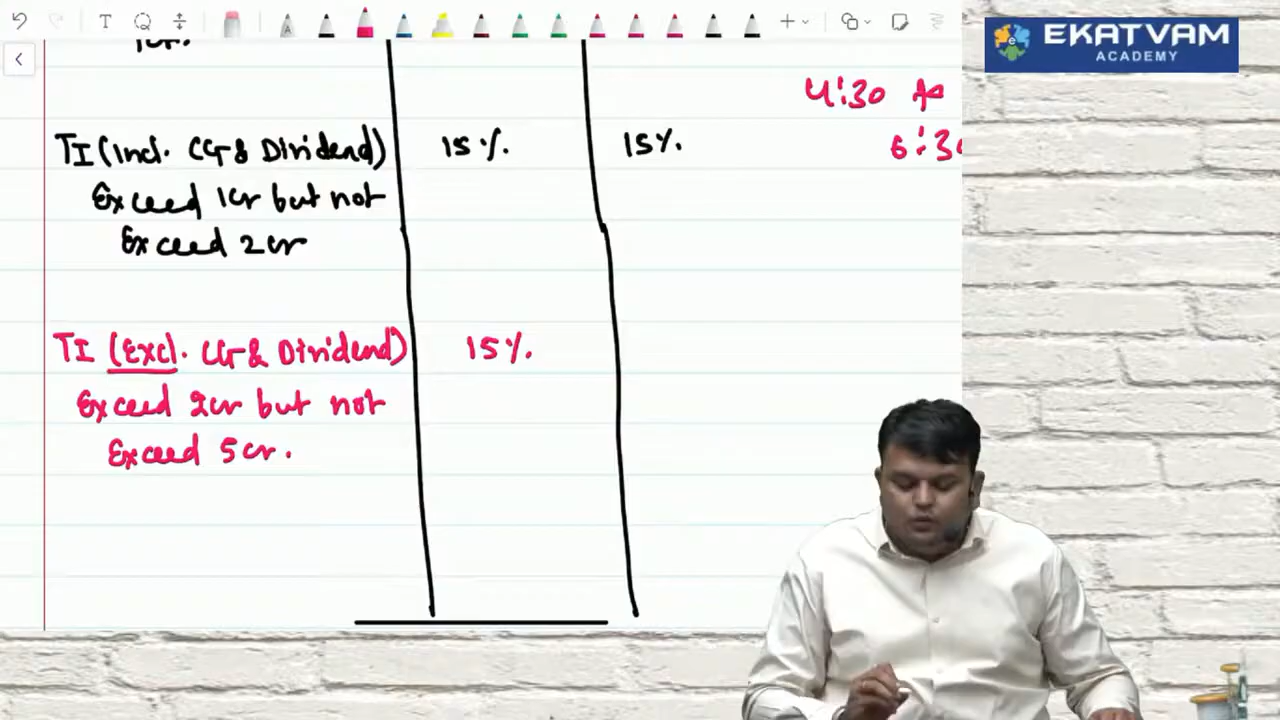 EKATVAM
ACADEMY
4:30 to
6:30
TI (Incl. CG & Dividend) 15%. 15%.
Exceed 1cr but not
Exceed 2cr
TI (Excl. CG & Dividend) 15%.
Exceed 2cr but not
Exceed 5cr.